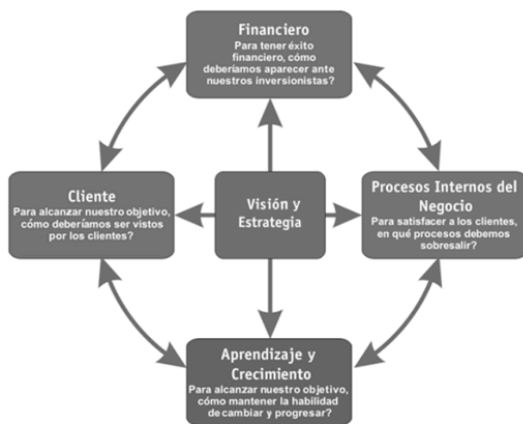 Financiero
Para tener éxito
financiero, cómo
deberíamos aparecer ante
nuestros inversionistas?
Cliente
Para alcanzar nuestro objetivo,
cómo deberíamos ser vistos
por los clientes?
Visión y
Estrategia
Procesos Internos del
Negocio
Para satisfacer a los clientes,
en qué procesos debemos
sobresalir?
Aprendizaje y
Crecimiento
Para alcanzar nuestro objetivo,
cómo mantener la habilidad
de cambiar y progresar?